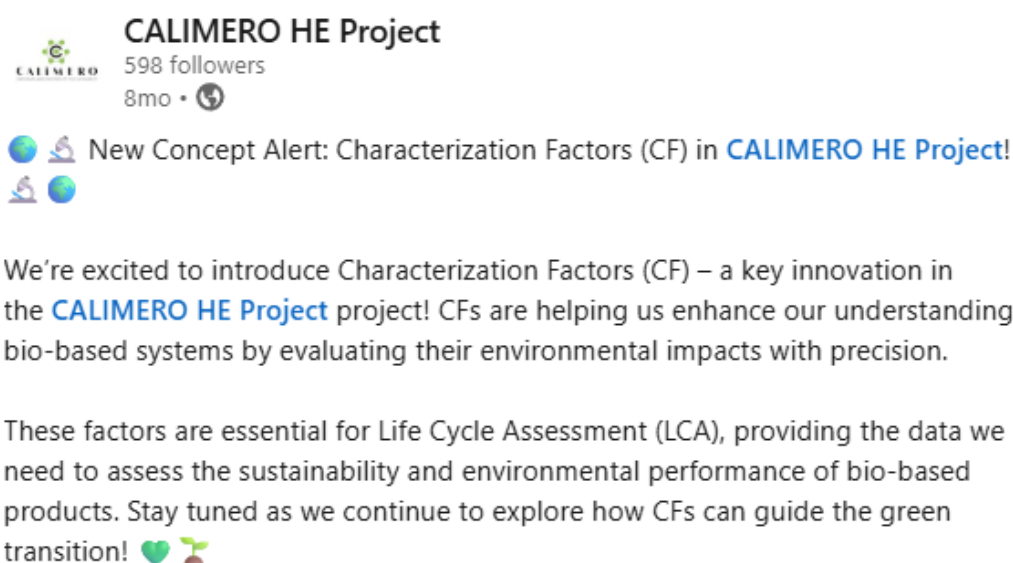 CALIMERO HE Project
CALIMERO
598 followers
8mo •
🌍 🔬 New Concept Alert: Characterization Factors (CF) in CALIMERO HE Project!
🔬 🌍
We’re excited to introduce Characterization Factors (CF) – a key innovation in
the CALIMERO HE Project project! CFs are helping us enhance our understanding
bio-based systems by evaluating their environmental impacts with precision.
These factors are essential for Life Cycle Assessment (LCA), providing the data we
need to assess the sustainability and environmental performance of bio-based
products. Stay tuned as we continue to explore how CFs can guide the green
transition! 💚 🌱